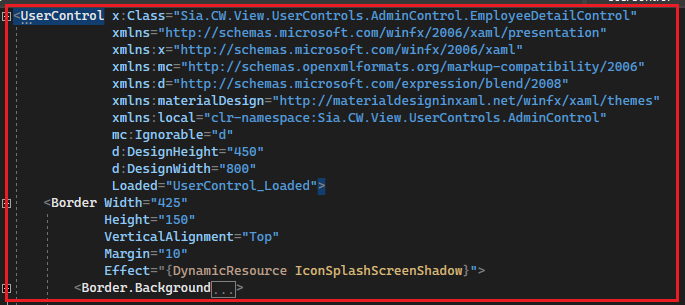 <UserControl x:Class="Sia.CW.View.UserControls.AdminControl.EmployeeDetailControl"
xmlns="http://schemas.microsoft.com/winfx/2006/xaml/presentation"
xmlns:x="http://schemas.microsoft.com/winfx/2006/xaml"
xmlns:mc="http://schemas.openxmlformats.org/markup-compatibility/2006"
xmlns:d="http://schemas.microsoft.com/expression/blend/2008"
xmlns:materialDesign="http://materialdesigninxaml.net/winfx/xaml/themes"
xmlns:local="clr-namespace:Sia.CW.View.UserControls.AdminControl"
mc:Ignorable="d"
d:DesignHeight="450"
d:DesignWidth="800"
Loaded="UserControl_Loaded">
<Border Width="425"
Height="150"
VerticalAlignment="Top"
Margin="10"
Effect="{DynamicResource IconSplashScreenShadow}">
<Border.Background...>